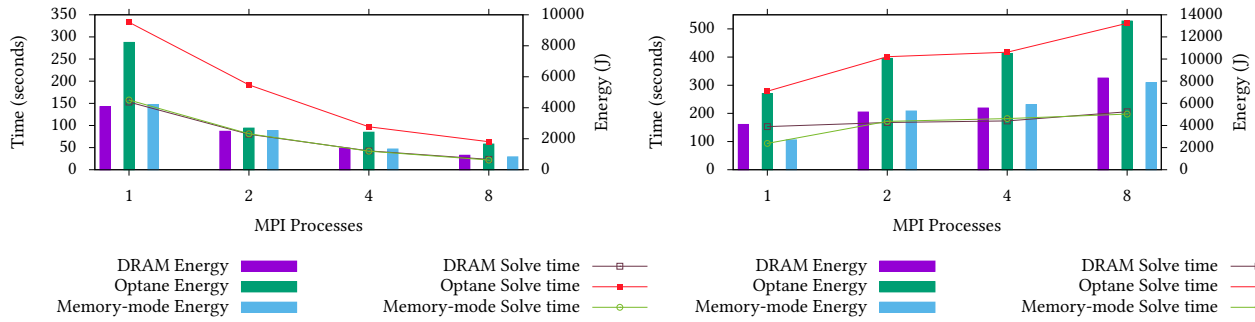 350
300
250
200
150
100
50
0
Time (seconds)
10000
8000
6000
4000
2000
0
Energy (J)
1 2 4 8
MPI Processes
DRAM Energy
Optane Energy
Memory-mode Energy
DRAM Solve time
Optane Solve time
Memory-mode Solve time
500
400
300
200
100
0
Time (seconds)
14000
12000
10000
8000
6000
4000
2000
0
Energy (J)
1 2 4 8
MPI Processes
DRAM Energy
Optane Energy
Memory-mode Energy
DRAM Solve time
Optane Solve time
Memory-mode Solve time